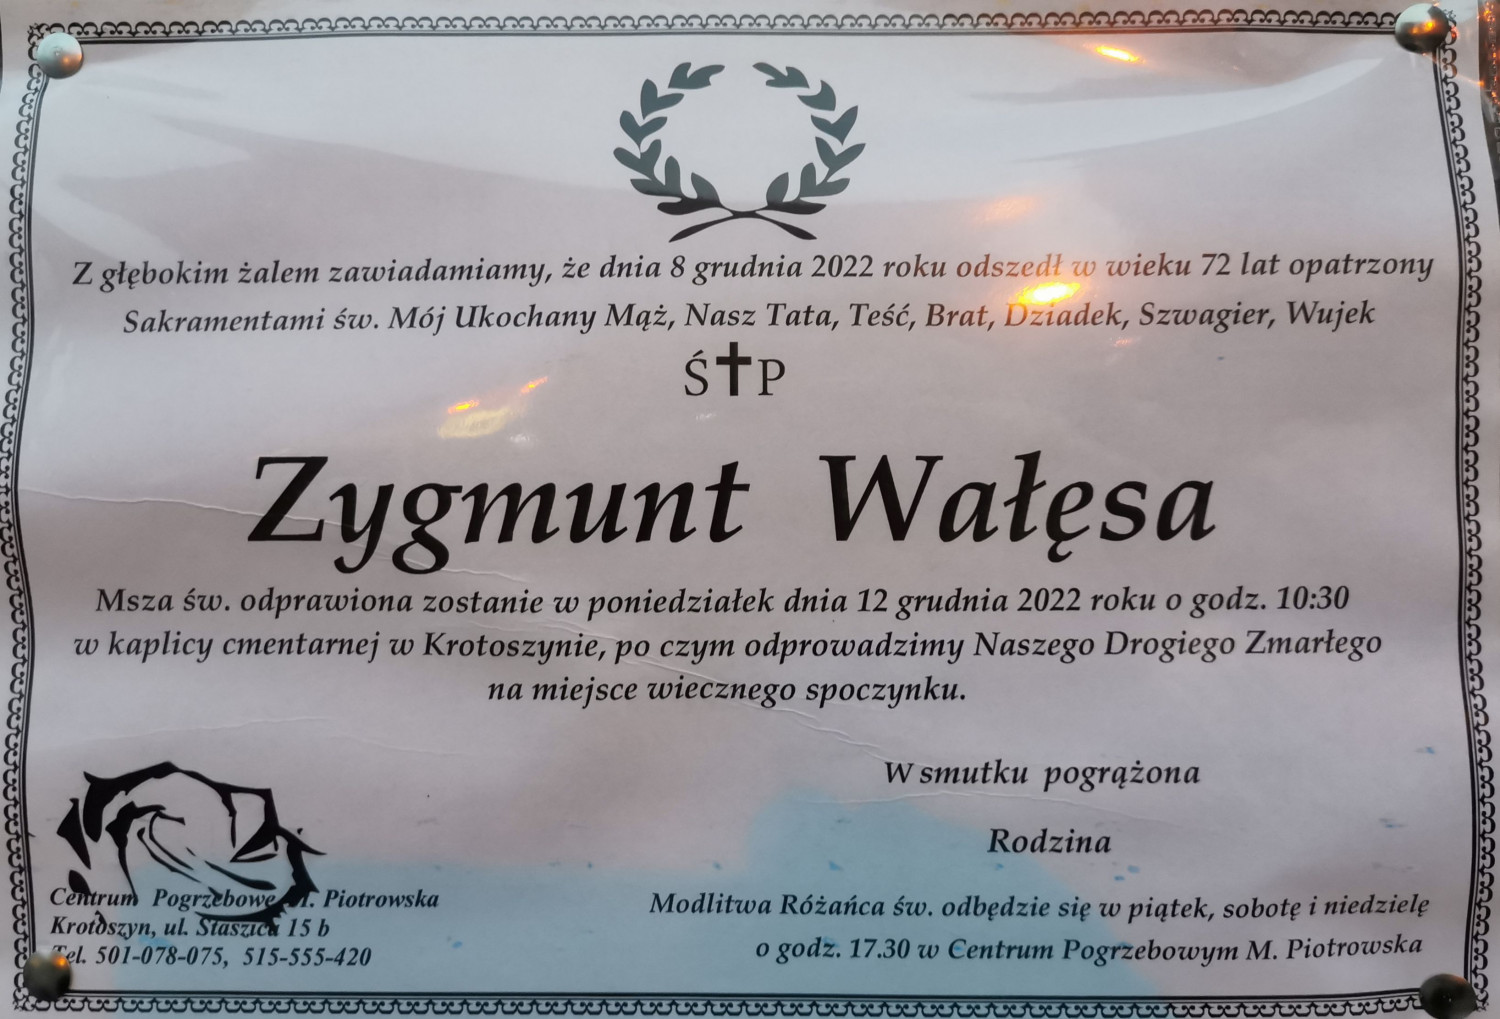 Z głębokim żalem zawiadamiamy, że dnia 8 grudnia 2022 roku odszedł w wieku 72 lat opatrzony
Sakramentami św. Mój Ukochany Mąż, Nasz Tata, Teść, Brat, Dziadek, Szwagier, Wujek
Ś✝P
Zygmunt Wałęsa
Msza św. odprawiona zostanie w poniedziałek dnia 12 grudnia 2022 roku o godz. 10:30
w kaplicy cmentarnej w Krotoszynie, po czym odprowadzimy Naszego Drogiego Zmarłego
na miejsce wiecznego spoczynku.
W smutku pogrążona
Rodzina
Centrum Pogrzebowe M. Piotrowska
Krotoszyn, ul. Staszica 15 b
Tel. 501-078-075, 515-555-420
Modlitwa Różańca św. odbędzie się w piątek, sobotę i niedzielę
o godz. 17.30 w Centrum Pogrzebowym M. Piotrowska